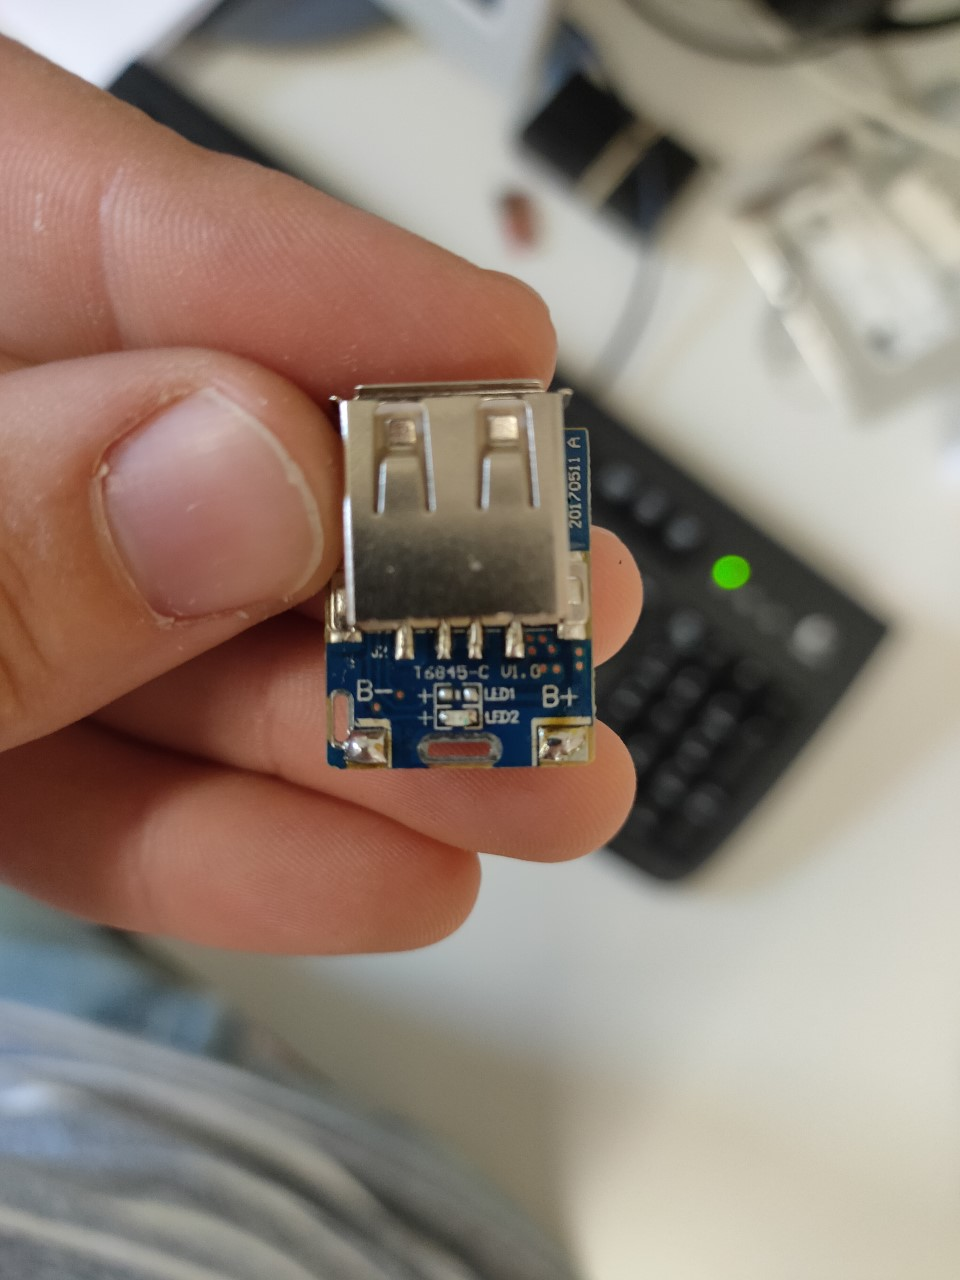 20170511 A
T6845-C V1.0
B-
+
LED1
B+
+
LED2